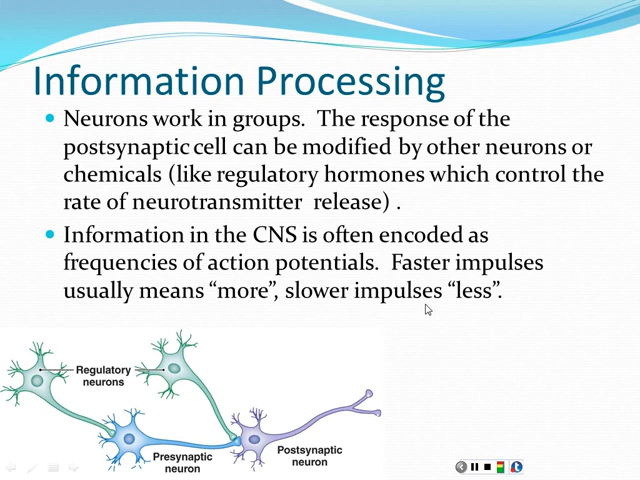 Information Processing
Neurons work in groups.  The response of the
postsynaptic cell can be modified by other neurons or
chemicals (like regulatory hormones which control the
rate of neurotransmitter  release) .
Information in the CNS is often encoded as
frequencies of action potentials.  Faster impulses
usually means “more”, slower impulses “less”.
Regulatory
neurons
Presynaptic
neuron
Postsynaptic
neuron